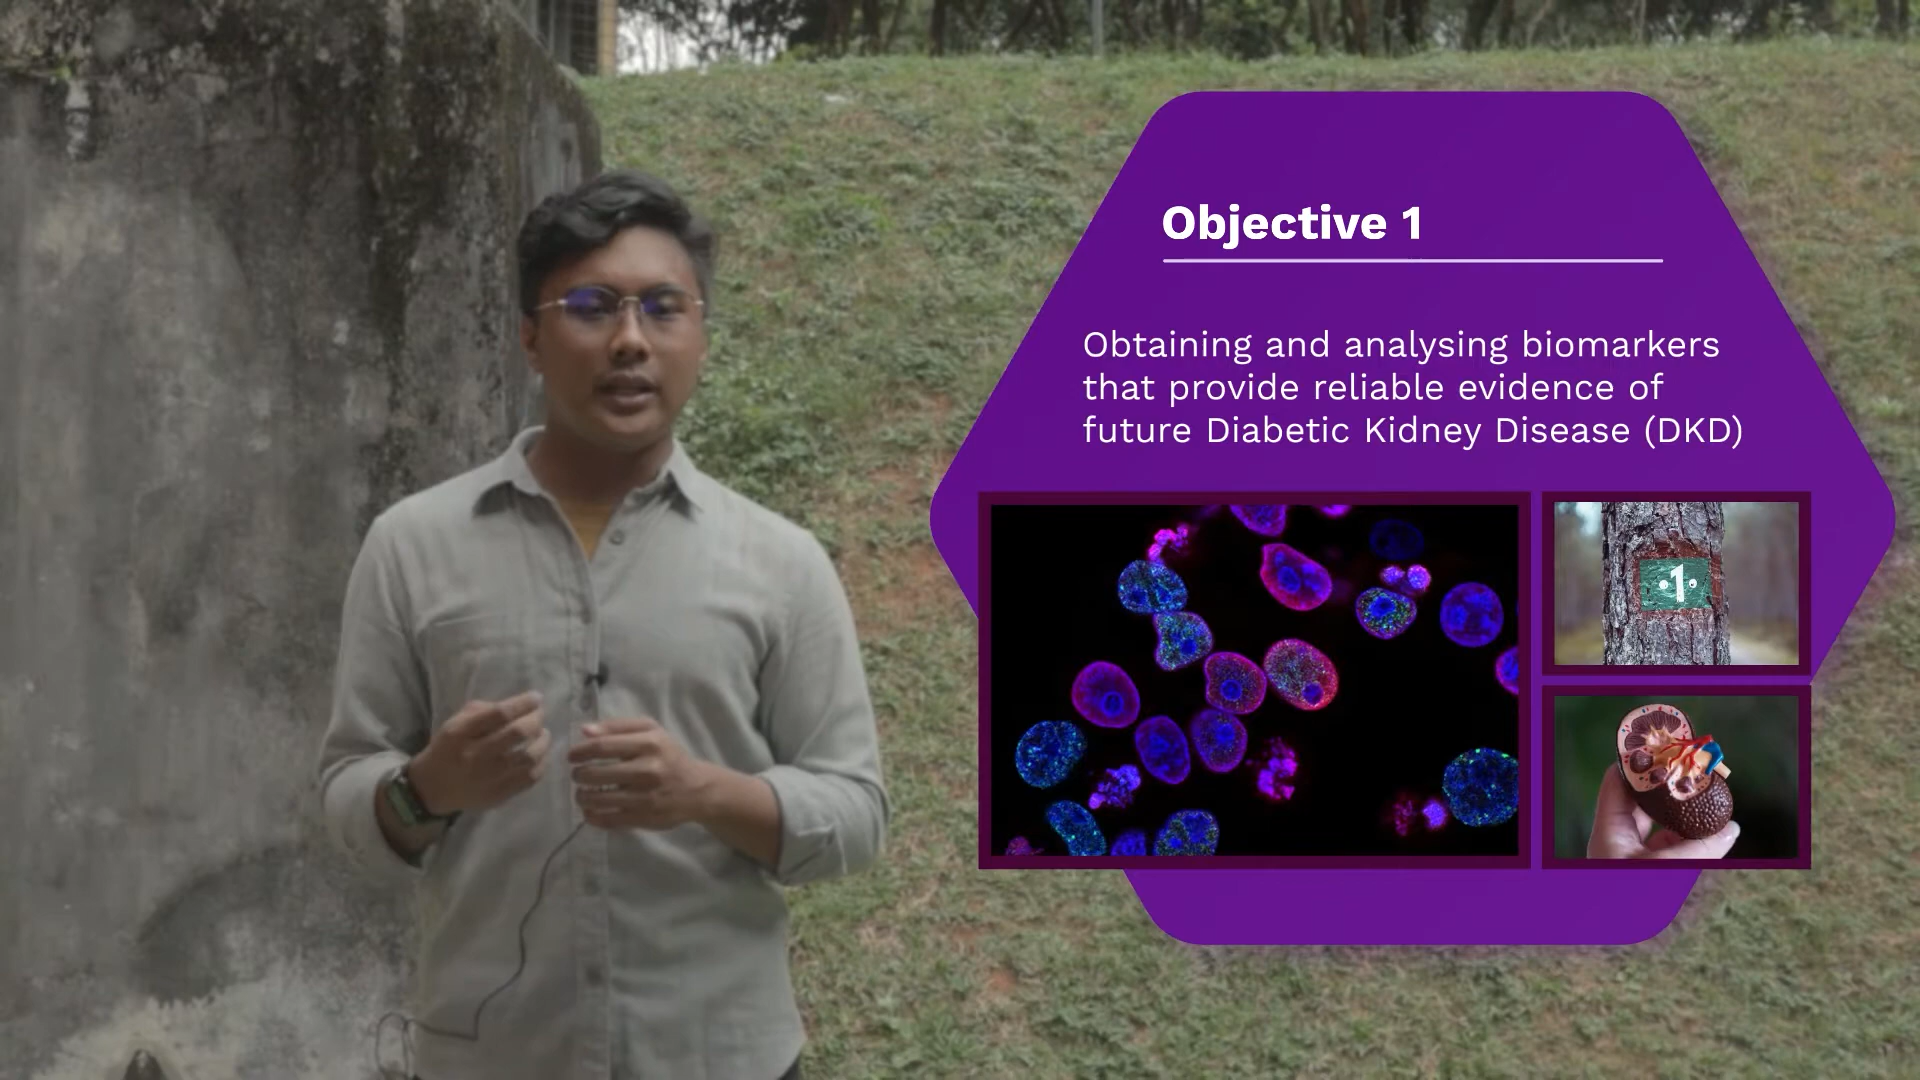 Objective 1
Obtaining and analysing biomarkers
that provide reliable evidence of
future Diabetic Kidney Disease (DKD)
1